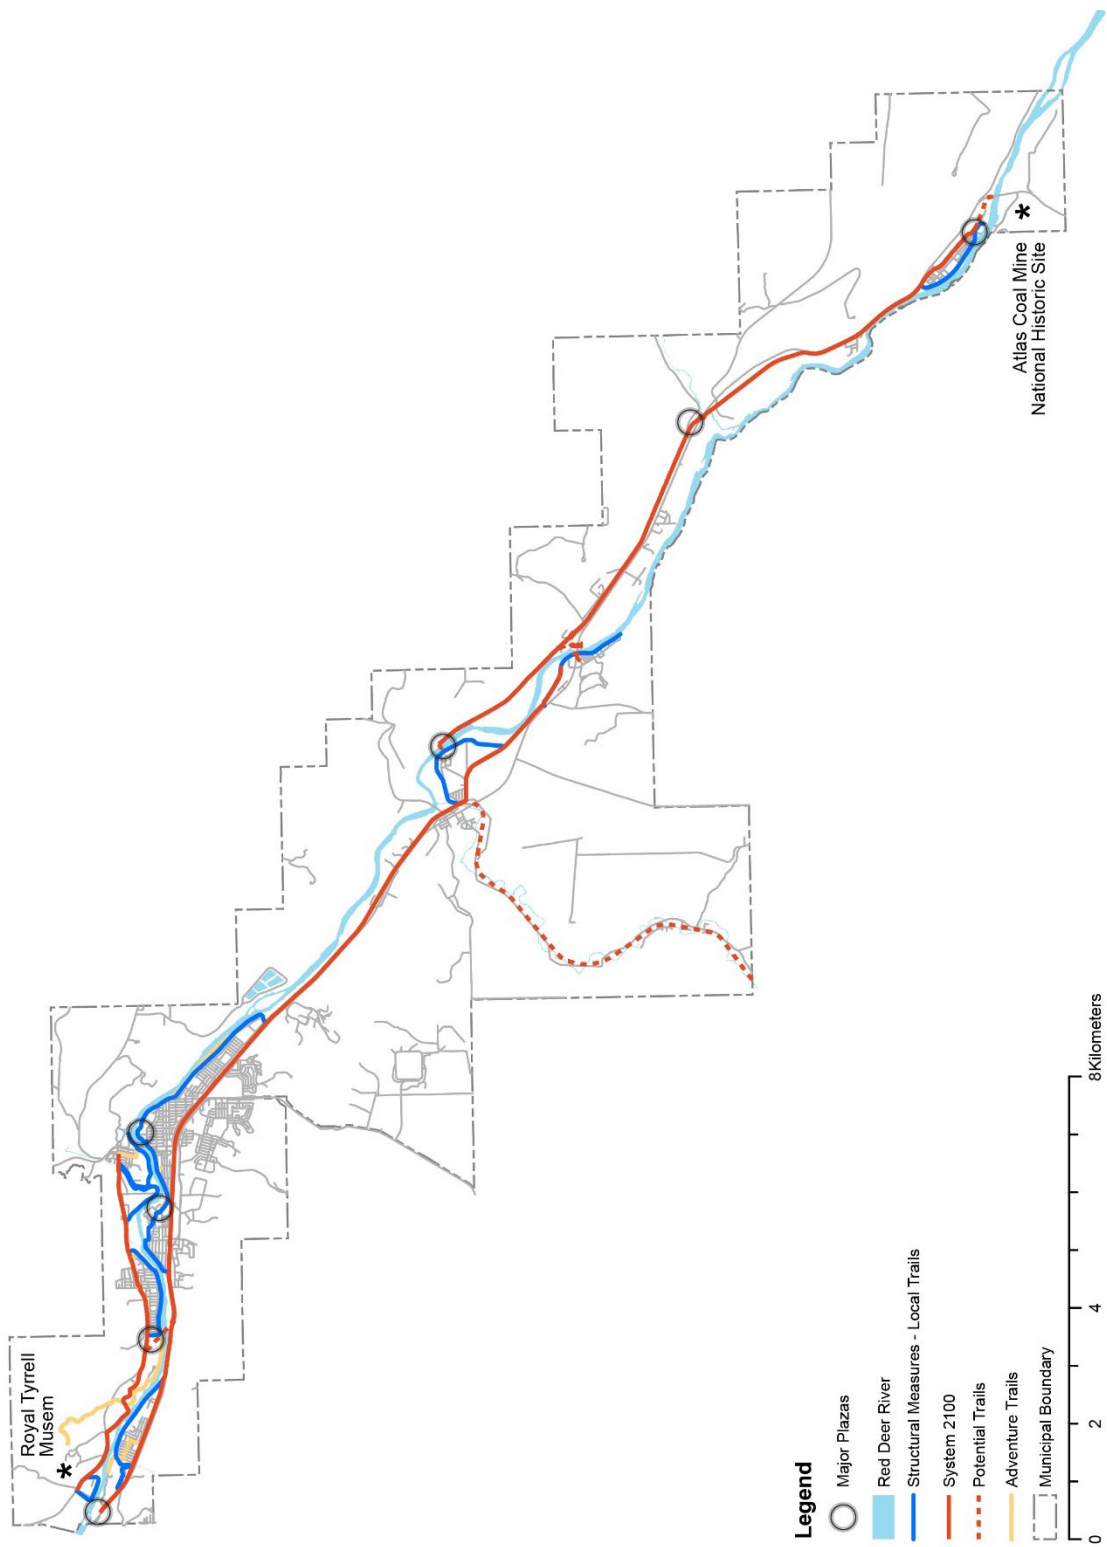 Royal Tyrrell
Musem
Atlas Coal Mine
National Historic Site
Legend
Major Plazas
Red Deer River
Structural Measures - Local Trails
System 2100
Potential Trails
Adventure Trails
Municipal Boundary
0 2 4 8Kilometers